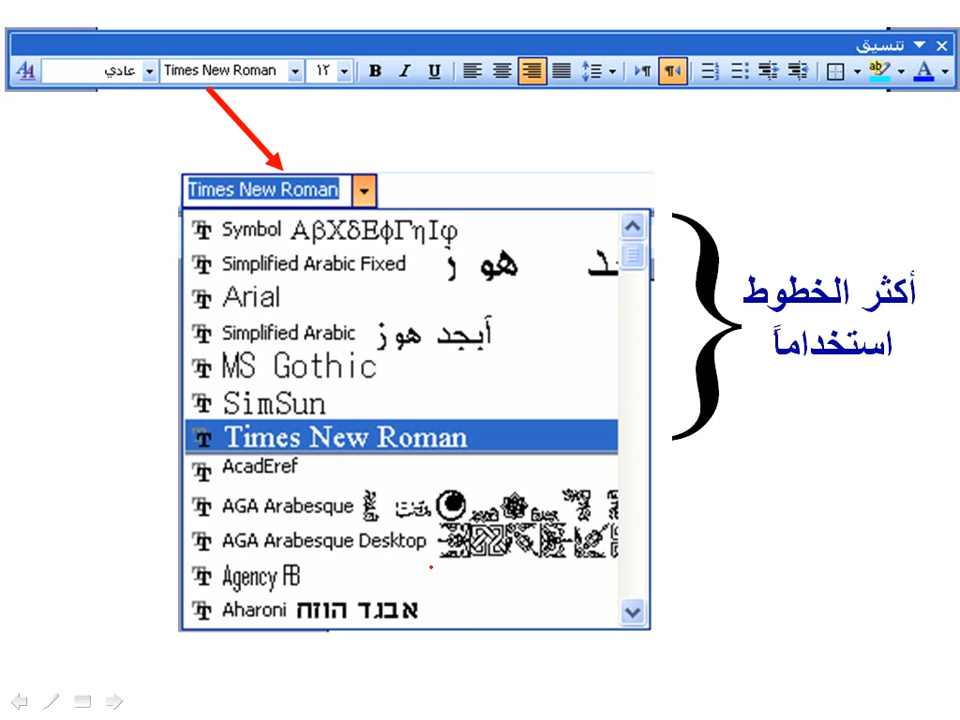 تنسيق
عادي Times New Roman ١٢ B I U
Times New Roman
Symbol ΑβΧδΕφΓηΙφ
Simplified Arabic Fixed هوز
Arial
Simplified Arabic أبجد هوز
MS Gothic
SimSun
Times New Roman
AcadEref
AGA Arabesque
AGA Arabesque Desktop
Agency FB
Aharoni אבגד הוזח
أكثر الخطوط
استخداماً